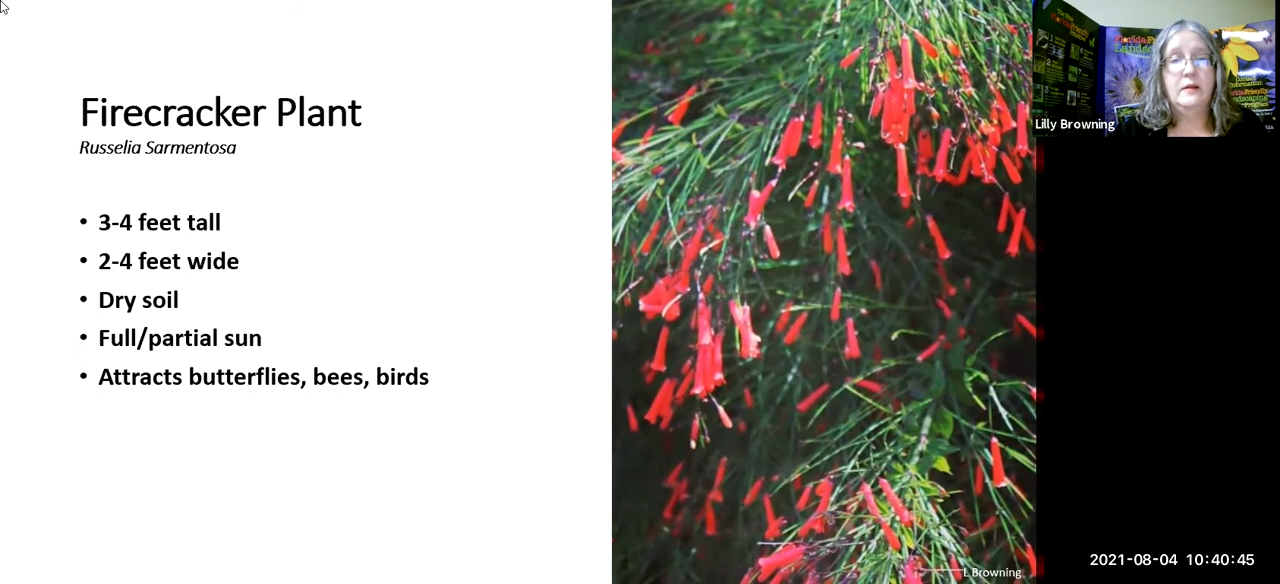 Firecracker Plant
Russelia Sarmentosa
• 3-4 feet tall
• 2-4 feet wide
• Dry soil
• Full/partial sun
• Attracts butterflies, bees, birds
L Browning
Lilly Browning
2021-08-04 10:40:45